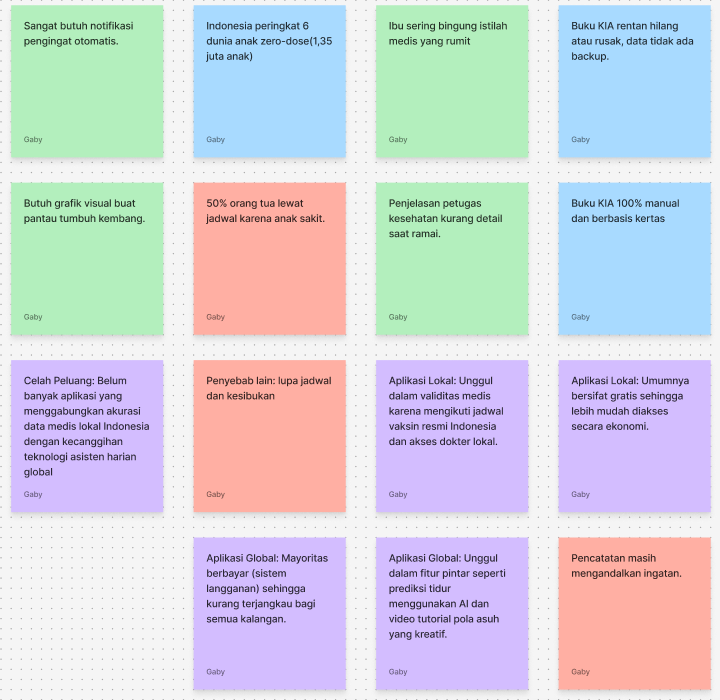 Sangat butuh notifikasi
pengingat otomatis.
Gaby
Indonesia peringkat 6
dunia anak zero-dose(1,35
juta anak)
Gaby
Ibu sering bingung istilah
medis yang rumit
Gaby
Buku KIA rentan hilang
atau rusak, data tidak ada
backup.
Gaby
Butuh grafik visual buat
pantau tumbuh kembang.
Gaby
50% orang tua lewat
jadwal karena anak sakit.
Gaby
Penjelasan petugas
kesehatan kurang detail
saat ramai.
Gaby
Buku KIA 100% manual
dan berbasis kertas
Gaby
Celah Peluang: Belum
banyak aplikasi yang
menggabungkan akurasi
data medis lokal Indonesia
dengan kecanggihan
teknologi asisten harian
global
Gaby
Penyebab lain: lupa jadwal
dan kesibukan
Gaby
Aplikasi Lokal: Unggul
dalam validitas medis
karena mengikuti jadwal
vaksin resmi Indonesia
dan akses dokter lokal.
Gaby
Aplikasi Lokal: Umumnya
bersifat gratis sehingga
lebih mudah diakses
secara ekonomi.
Gaby
Aplikasi Global: Mayoritas
berbayar (sistem
langganan) sehingga
kurang terjangkau bagi
semua kalangan.
Gaby
Aplikasi Global: Unggul
dalam fitur pintar seperti
prediksi tidur
menggunakan AI dan
video tutorial pola asuh
yang kreatif.
Gaby
Pencatatan masih
mengandalkan ingatan.
Gaby